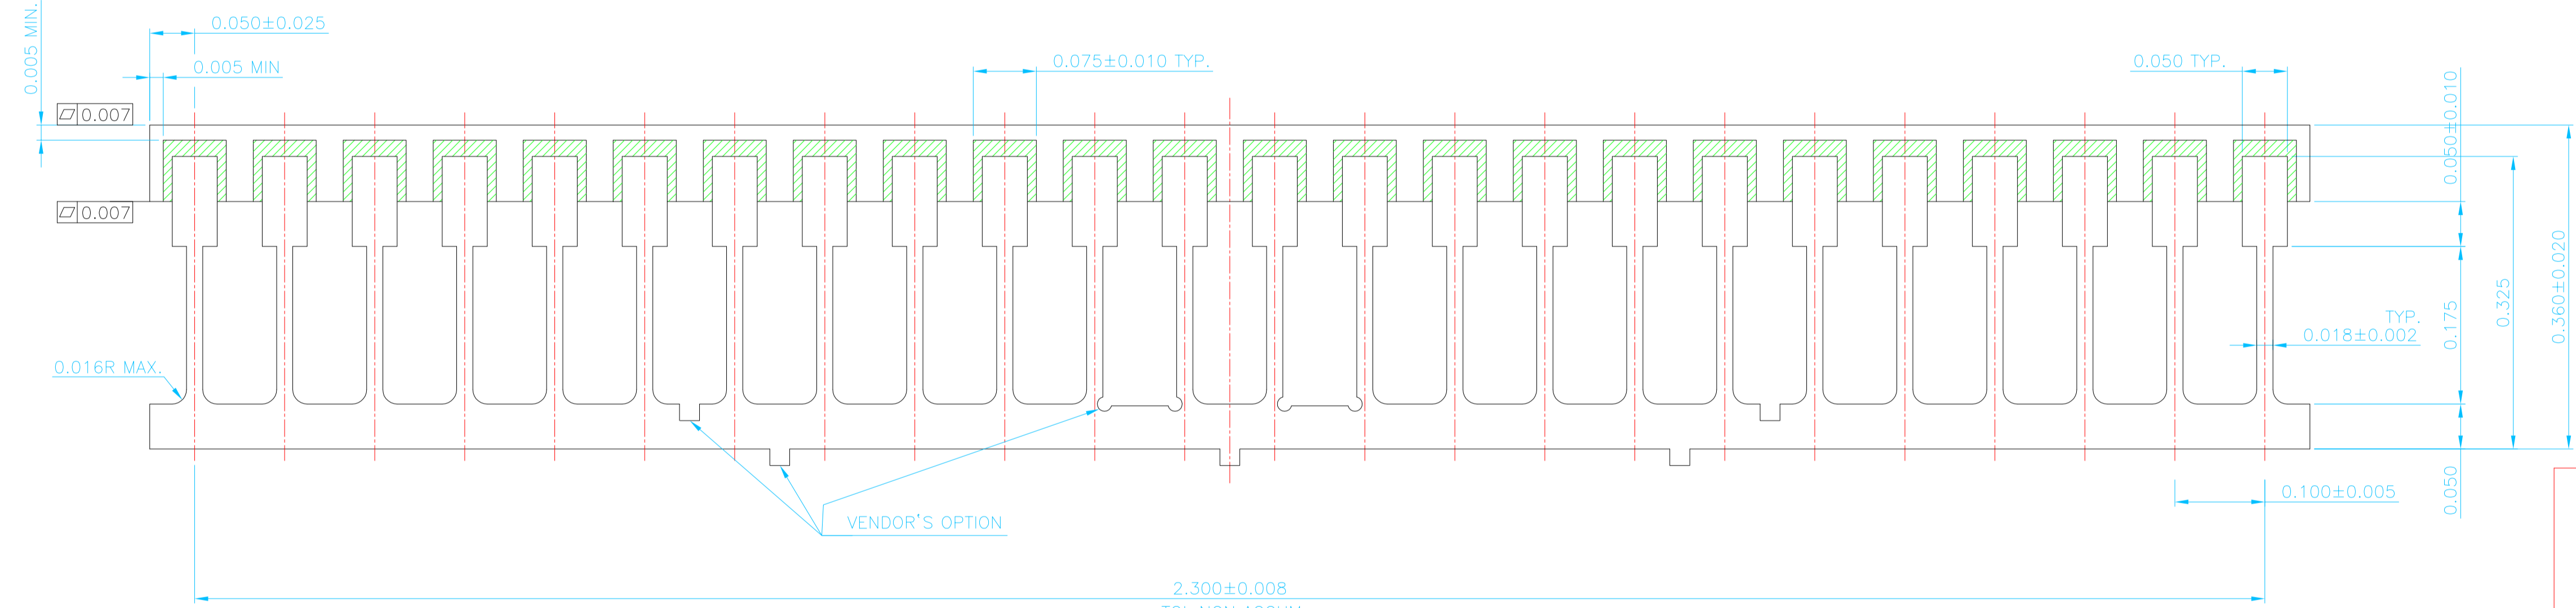 0.005 MIN.
0.050±0.025
0.005 MIN
0.075±0.010 TYP.
0.050 TYP.
0.007
0.007
0.050±0.010
0.360±0.020
0.325
0.175
TYP.
0.018±0.002
0.016R MAX.
0.050
0.100±0.005
VENDOR'S OPTION
2.300±0.008